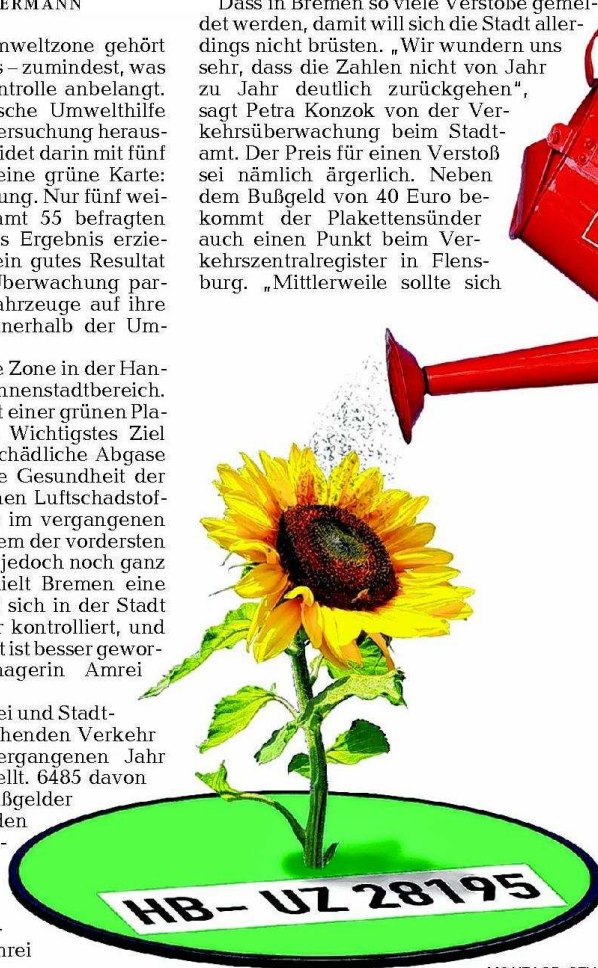 ERMANN
mweltzone gehört
s – zumindest, was
ntrolle anbelangt.
sche Umwelthilfe
ersuchung heraus-
idet darin mit fünf
eine grüne Karte:
ung. Nur fünf wei-
amt 55 befragten
s Ergebnis erzie-
ein gutes Resultat
Überwachung par-
ahrzeuge auf ihre
nerhalb der Um-
e Zone in der Han-
nnenstadtbereich.
t einer grünen Pla-
Wichtigstes Ziel
chädliche Abgase
e Gesundheit der
nen Luftschadstof-
im vergangenen
em der vordersten
jedoch noch ganz
ielt Bremen eine
sich in der Stadt
r kontrolliert, und
t ist besser gewor-
nagerin Amrei
ei und Stadt-
henden Verkehr
ergangenen Jahr
ellt. 6485 davon
ßgelder
den
nrei
Dass in Bremen so viele Verstöße gemel-
det werden, damit will sich die Stadt aller-
dings nicht brüsten. „Wir wundern uns
sehr, dass die Zahlen nicht von Jahr
zu Jahr deutlich zurückgehen“,
sagt Petra Konzok von der Ver-
kehrsüberwachung beim Stadt-
amt. Der Preis für einen Verstoß
sei nämlich ärgerlich. Neben
dem Bußgeld von 40 Euro be-
kommt der Plakettensünder
auch einen Punkt beim Ver-
kehrszentralregister in Flens-
burg. „Mittlerweile sollte sich
HB– UZ 28195